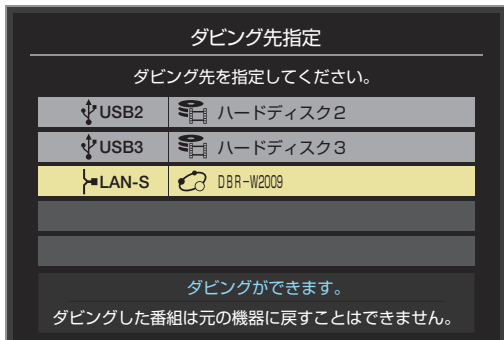 ダビング先指定
ダビング先を指定してください。
USB2 ハードディスク2
USB3 ハードディスク3
LAN-S DBR-W2009
ダビングができます。
ダビングした番組は元の機器に戻すことはできません。